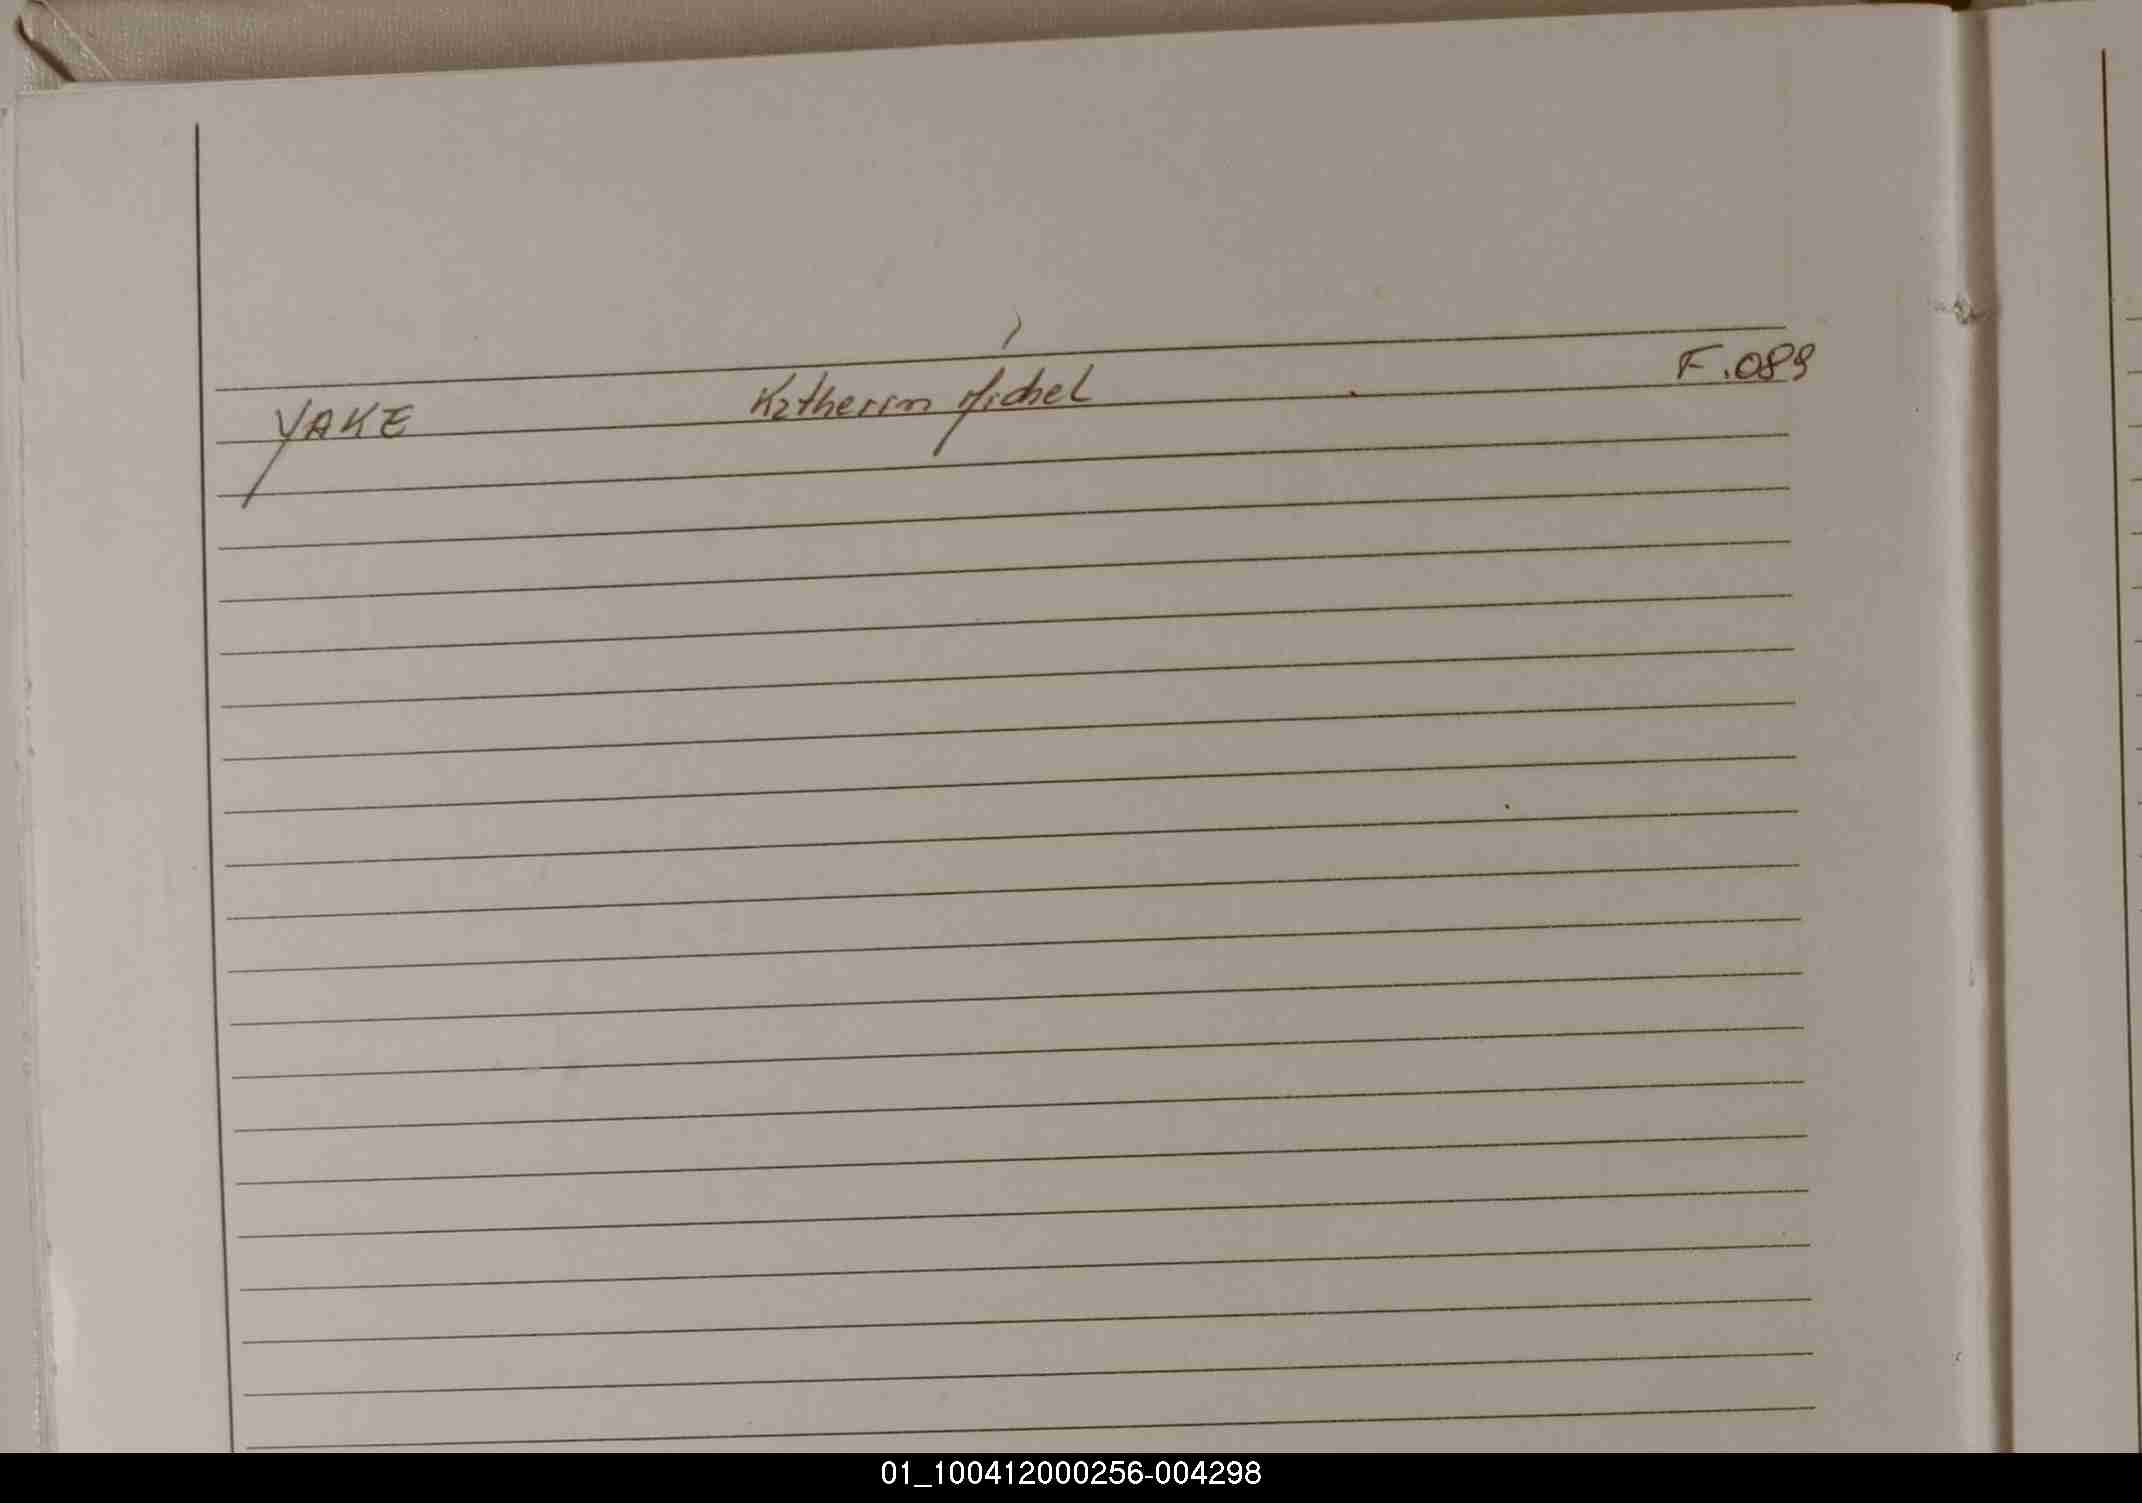 YAKE Katherin Michel F.089
01_100412000256-004298